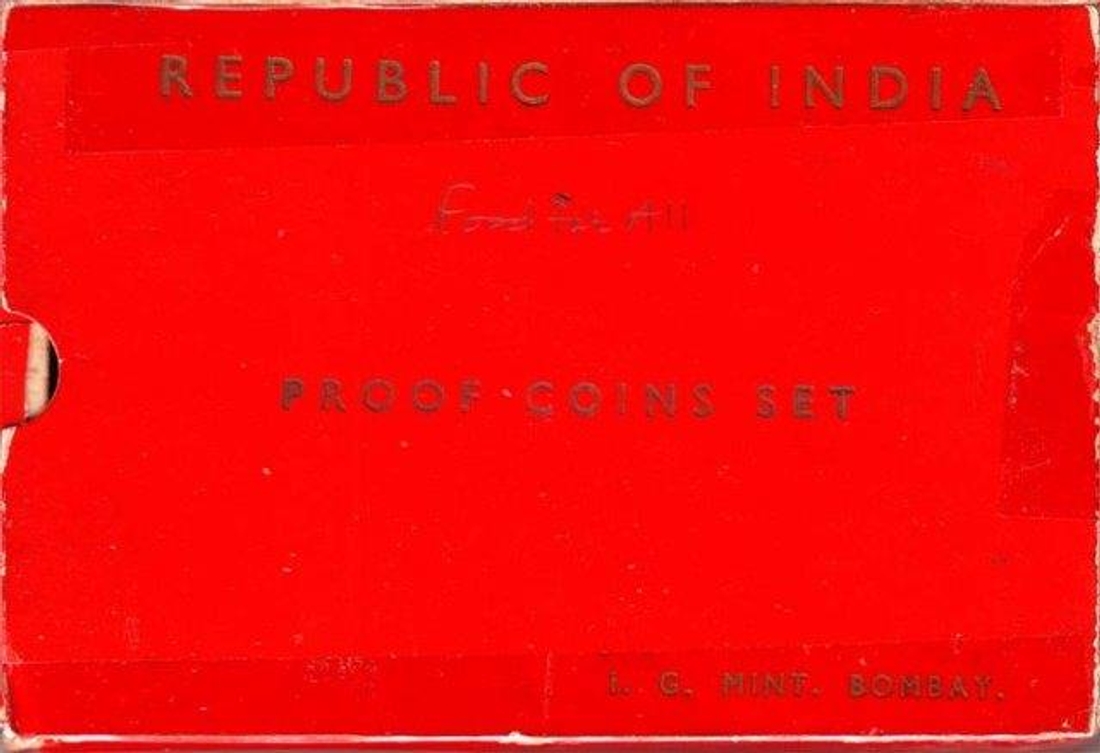 REPUBLIC OF INDIA
Food For All
PROOF COINS SET
I. G. MINT. BOMBAY.